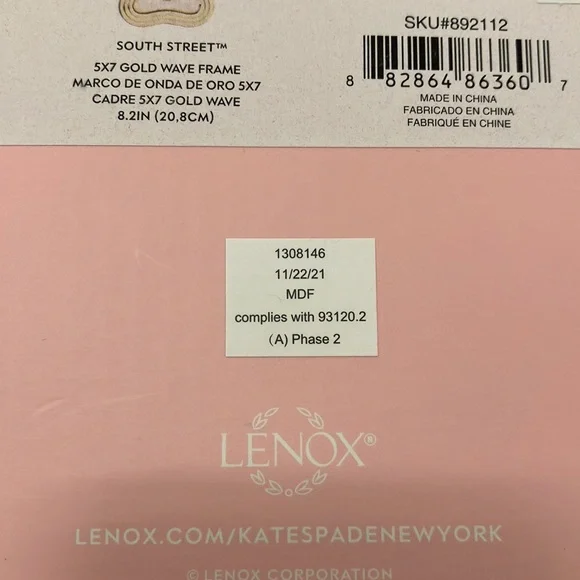 SOUTH STREET™
5X7 GOLD WAVE FRAME
MARCO DE ONDA DE ORO 5X7
CADRE 5X7 GOLD WAVE
8.2IN (20,8CM)
SKU#892112
8 82864 86360 7
MADE IN CHINA
FABRICADO EN CHINA
FABRIQUÉ EN CHINE
1308146
11/22/21
MDF
complies with 93120.2
(A) Phase 2
LENOX®
LENOX.COM/KATESPADENEWYORK
© LENOX CORPORATION